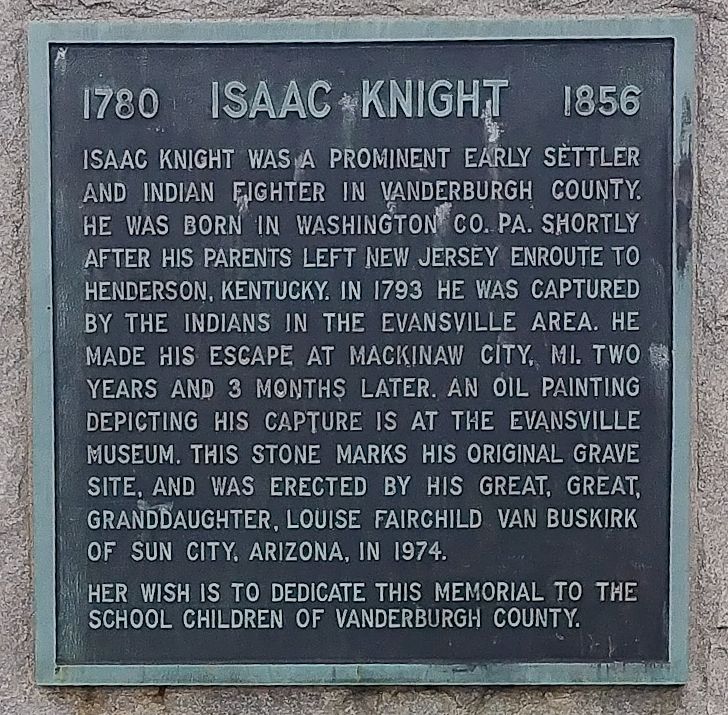 1780 ISAAC KNIGHT 1856
ISAAC KNIGHT WAS A PROMINENT EARLY SETTLER
AND INDIAN FIGHTER IN VANDERBURGH COUNTY.
HE WAS BORN IN WASHINGTON CO. PA. SHORTLY
AFTER HIS PARENTS LEFT NEW JERSEY ENROUTE TO
HENDERSON, KENTUCKY. IN 1793 HE WAS CAPTURED
BY THE INDIANS IN THE EVANSVILLE AREA. HE
MADE HIS ESCAPE AT MACKINAW CITY, MI. TWO
YEARS AND 3 MONTHS LATER. AN OIL PAINTING
DEPICTING HIS CAPTURE IS AT THE EVANSVILLE
MUSEUM. THIS STONE MARKS HIS ORIGINAL GRAVE
SITE, AND WAS ERECTED BY HIS GREAT, GREAT,
GRANDDAUGHTER, LOUISE FAIRCHILD VAN BUSKIRK
OF SUN CITY, ARIZONA, IN 1974.
HER WISH IS TO DEDICATE THIS MEMORIAL TO THE
SCHOOL CHILDREN OF VANDERBURGH COUNTY.